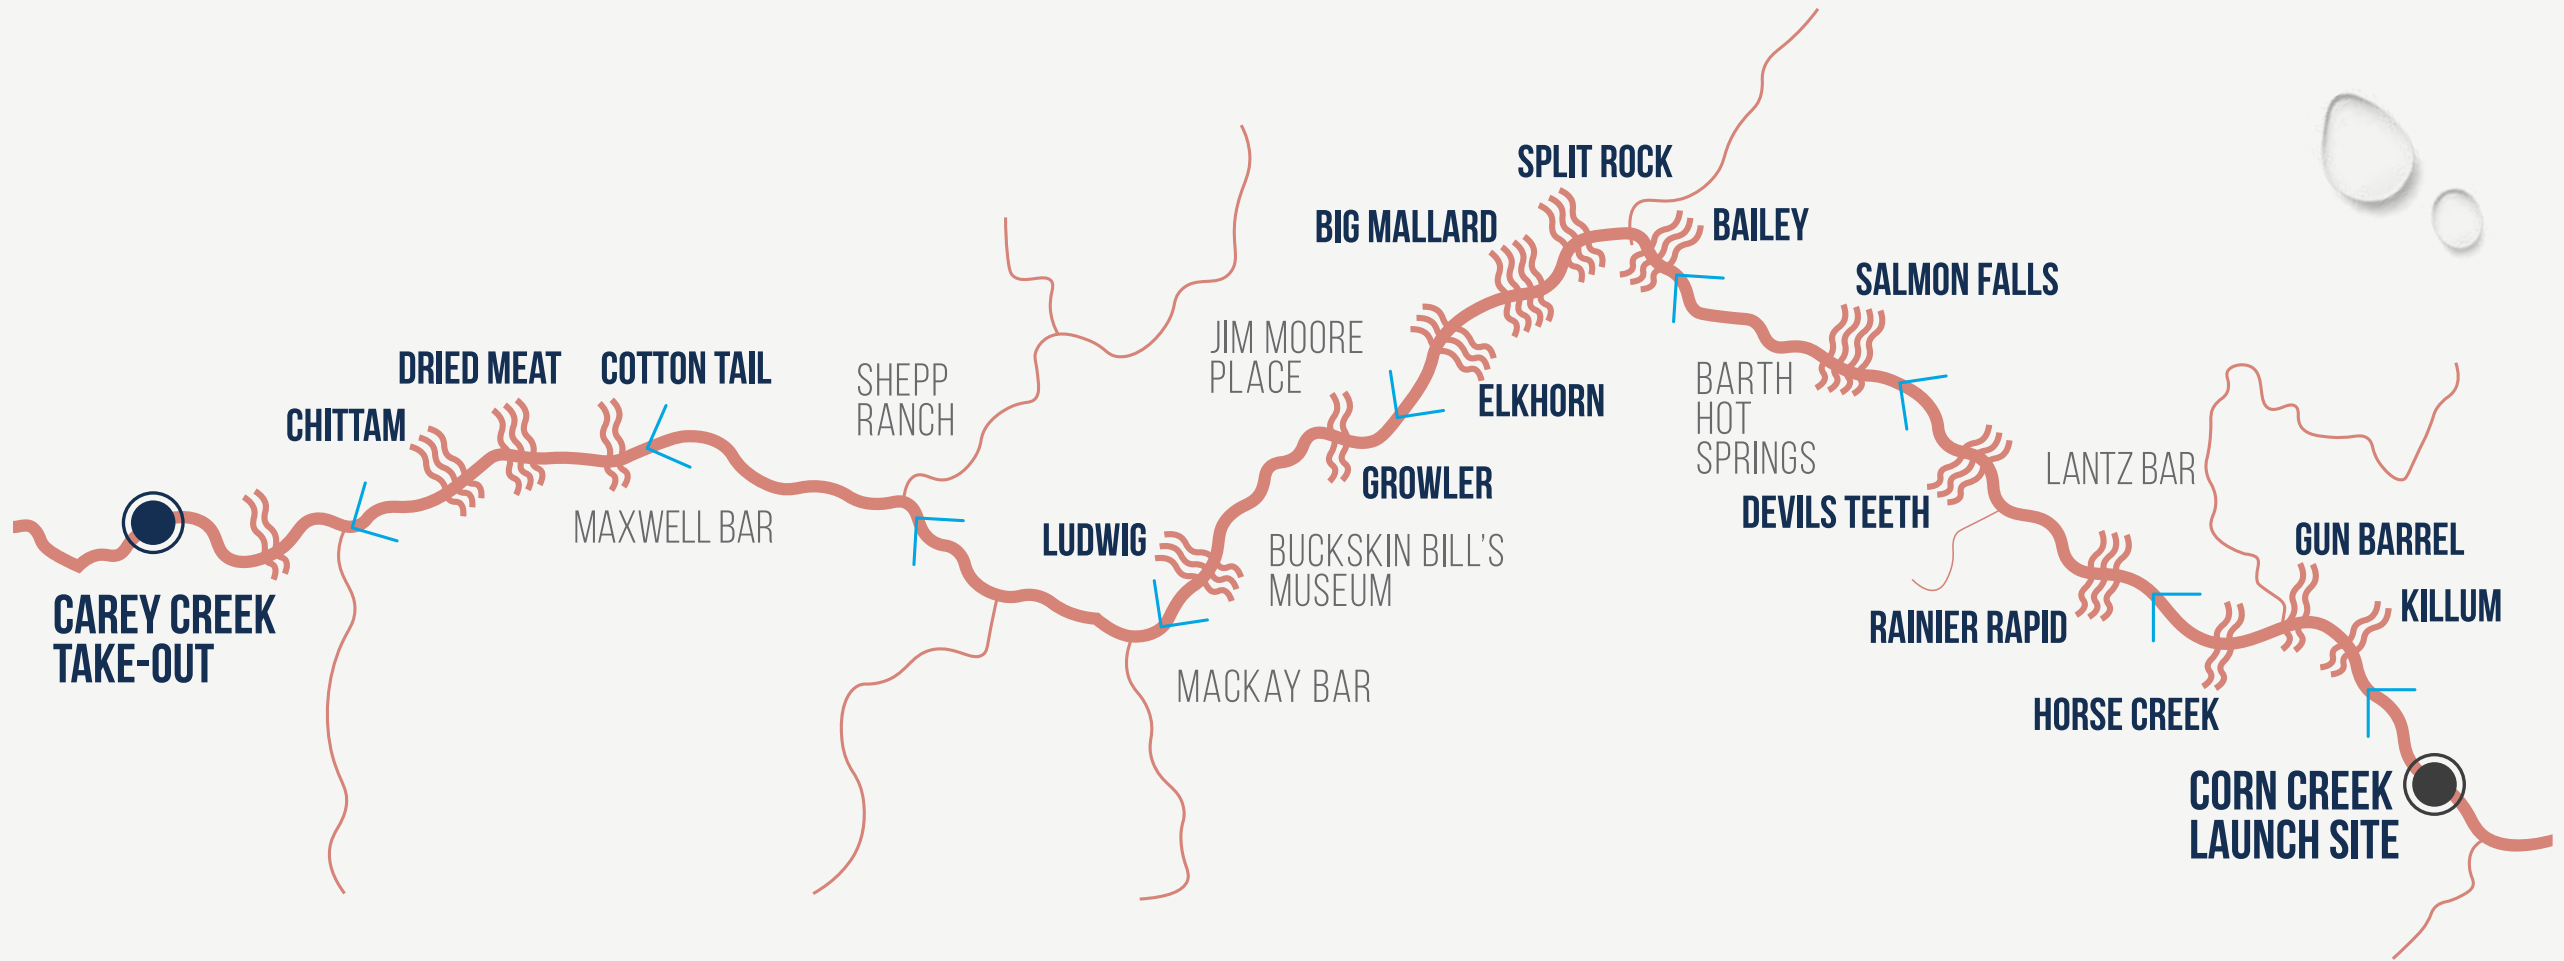 SPLIT ROCK
BIG MALLARD
BAILEY
SALMON FALLS
JIM MOORE
PLACE
DRIED MEAT
COTTON TAIL
SHEPP
RANCH
BARTH
HOT
SPRINGS
ELKHORN
CHITTAM
LANTZ BAR
GROWLER
DEVILS TEETH
MAXWELL BAR
LUDWIG
BUCKSKIN BILL'S
MUSEUM
GUN BARREL
KILLUM
CAREY CREEK
TAKE-OUT
RAINIER RAPID
MACKAY BAR
HORSE CREEK
CORN CREEK
LAUNCH SITE